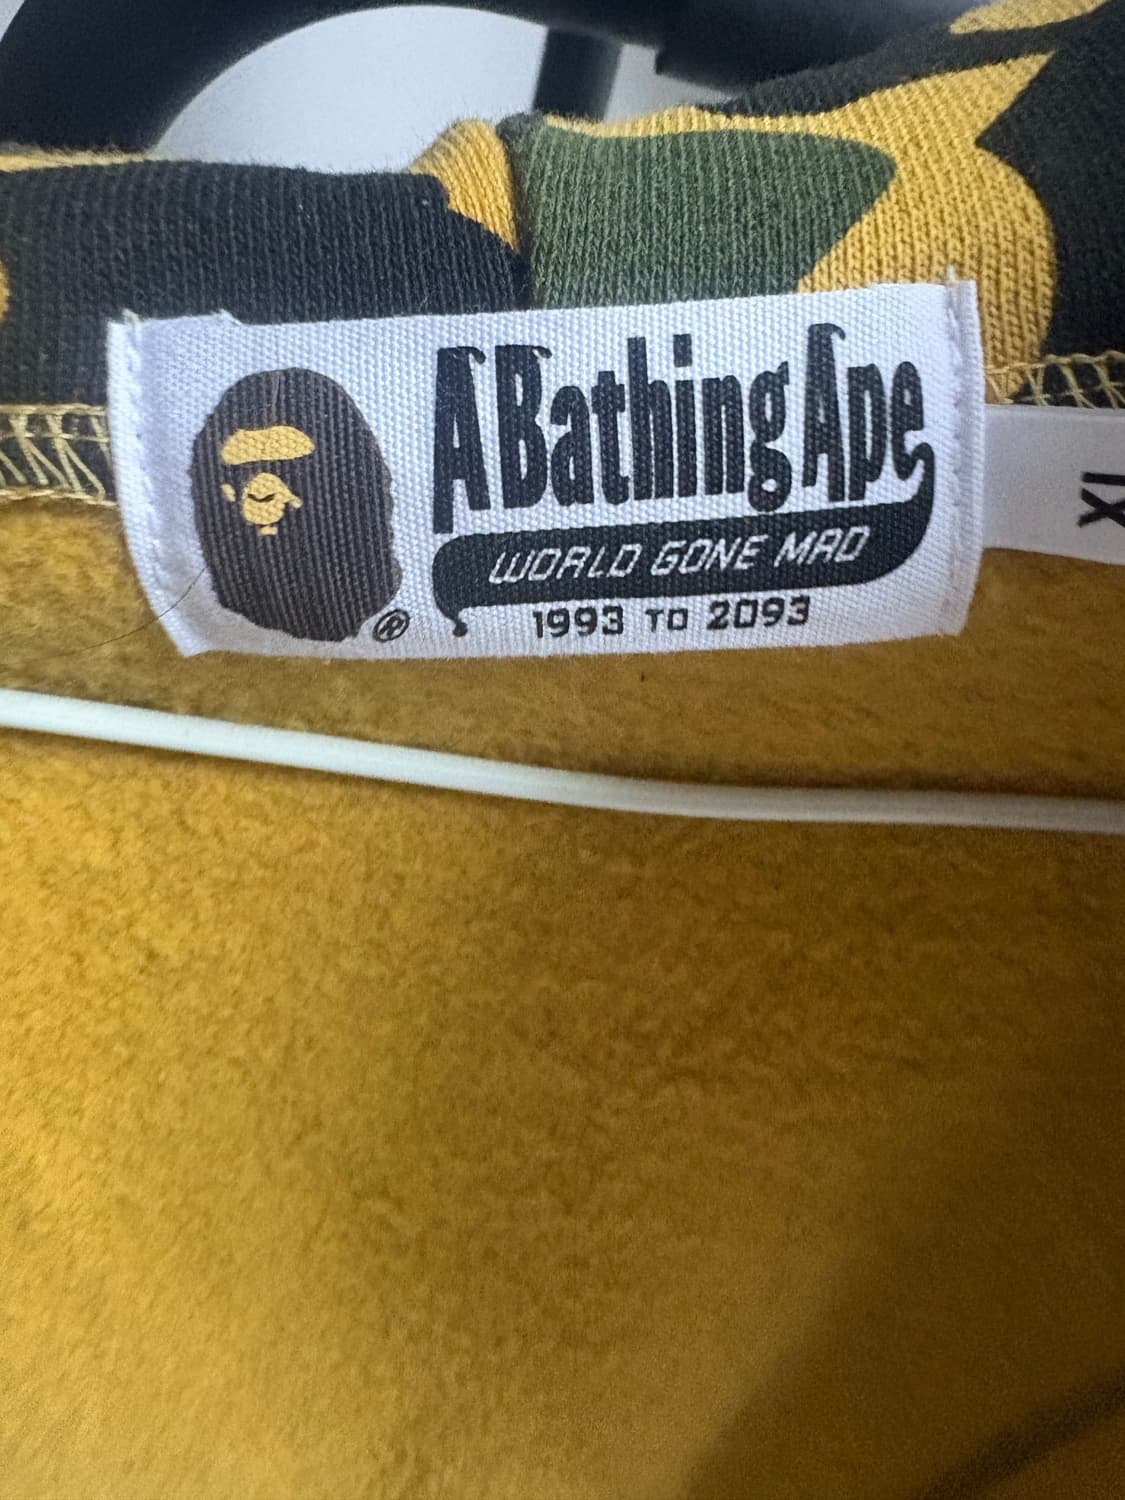 A Bathing Ape
WORLD GONE MAD
1993 TO 2093
®
XL